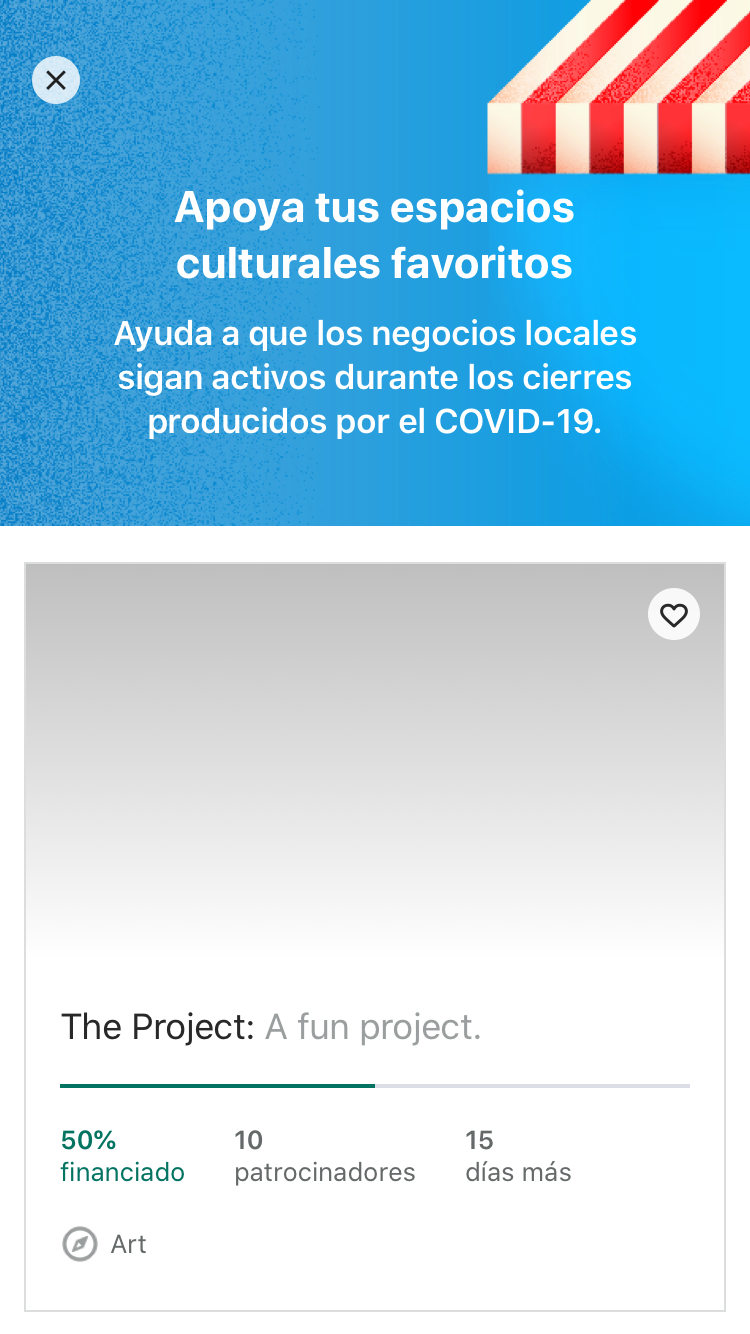 Apoya tus espacios
culturales favoritos
Ayuda a que los negocios locales
sigan activos durante los cierres
producidos por el COVID-19.
The Project: A fun project.
50%
financiado
10
patrocinadores
15
días más
Art